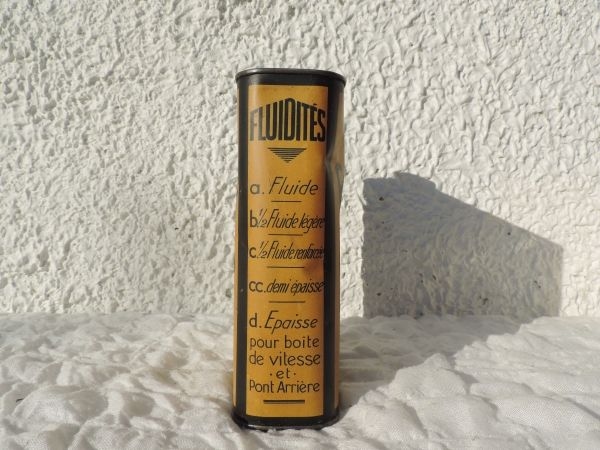 FLUIDITÉS
a. Fluide
b. ½ Fluide légère
c. ½ Fluide renforcée
cc. demi épaisse
d. Epaisse
pour boite
de vitesse
· et ·
Pont Arrière